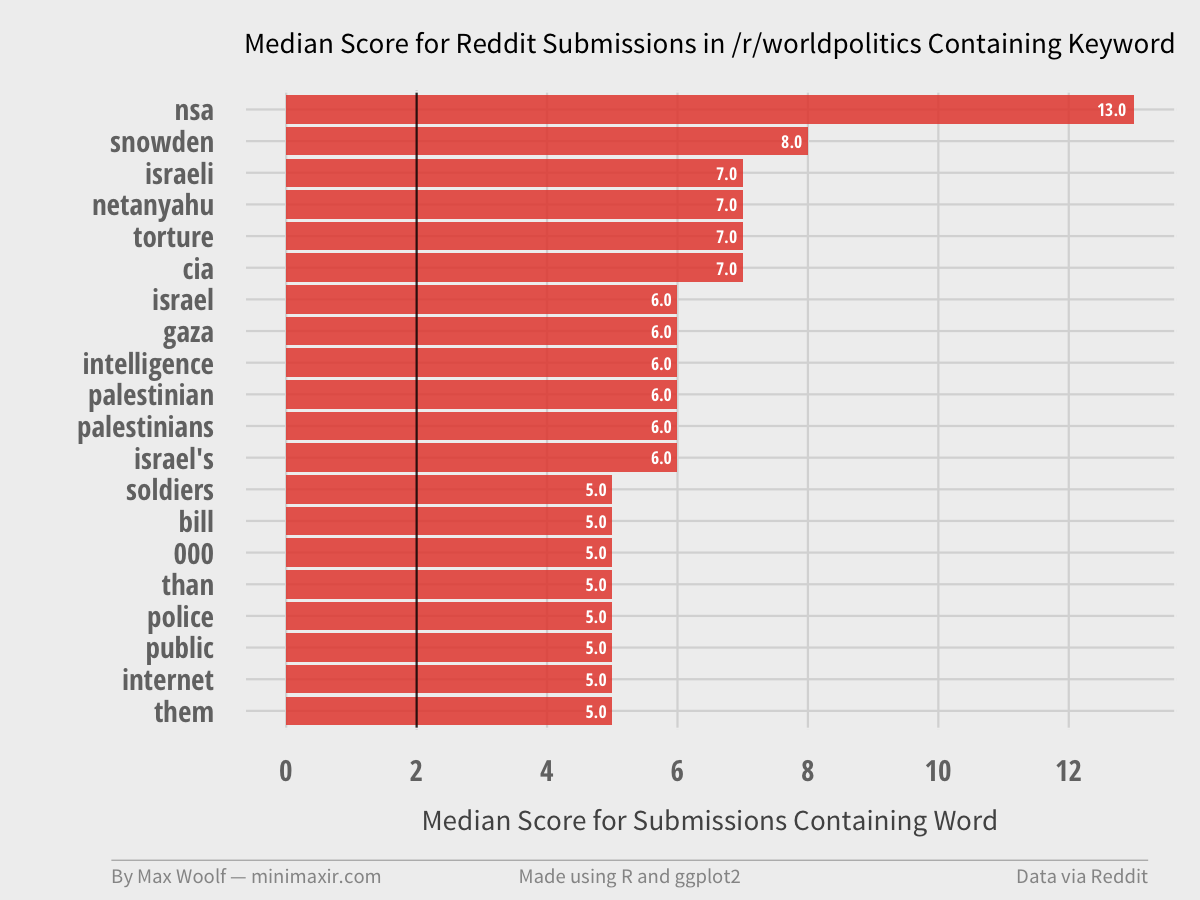 Median Score for Reddit Submissions in /r/worldpolitics Containing Keyword
nsa 13.0
snowden 8.0
israeli 7.0
netanyahu 7.0
torture 7.0
cia 7.0
israel 6.0
gaza 6.0
intelligence 6.0
palestinian 6.0
palestinians 6.0
israel's 6.0
soldiers 5.0
bill 5.0
000 5.0
than 5.0
police 5.0
public 5.0
internet 5.0
them 5.0
0 2 4 6 8 10 12
Median Score for Submissions Containing Word
By Max Woolf — minimaxir.com Made using R and ggplot2 Data via Reddit